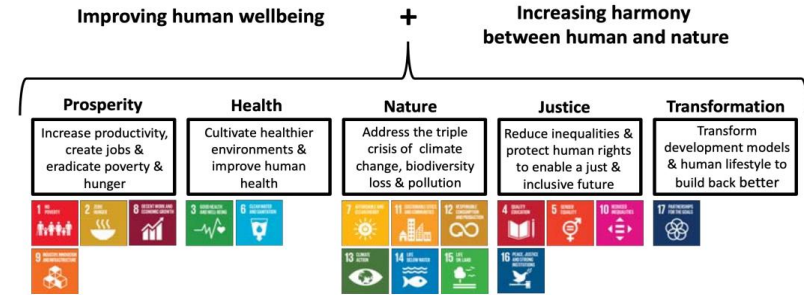 Improving human wellbeing
+
Increasing harmony
between human and nature
Prosperity
Increase productivity,
create jobs &
eradicate poverty &
hunger
Health
Cultivate healthier
environments &
improve human
health
Nature
Address the triple
crisis of climate
change, biodiversity
loss & pollution
Justice
Reduce inequalities &
protect human rights
to enable a just &
inclusive future
Transformation
Transform
development models
& human lifestyle to
build back better
1 NO
POVERTY
2 ZERO
HUNGER
8 DECENT WORK AND
ECONOMIC GROWTH
3 GOOD HEALTH
AND WELL-BEING
6 CLEAN WATER
AND SANITATION
7 AFFORDABLE AND
CLEAN ENERGY
11 SUSTAINABLE CITIES
AND COMMUNITIES
12 RESPONSIBLE
CONSUMPTION
AND PRODUCTION
4 QUALITY
EDUCATION
5 GENDER
EQUALITY
10 REDUCED
INEQUALITIES
17 PARTNERSHIPS
FOR THE GOALS
9 INDUSTRY, INNOVATION
AND INFRASTRUCTURE
13 CLIMATE
ACTION
14 LIFE
BELOW WATER
15 LIFE
ON LAND
16 PEACE, JUSTICE
AND STRONG
INSTITUTIONS